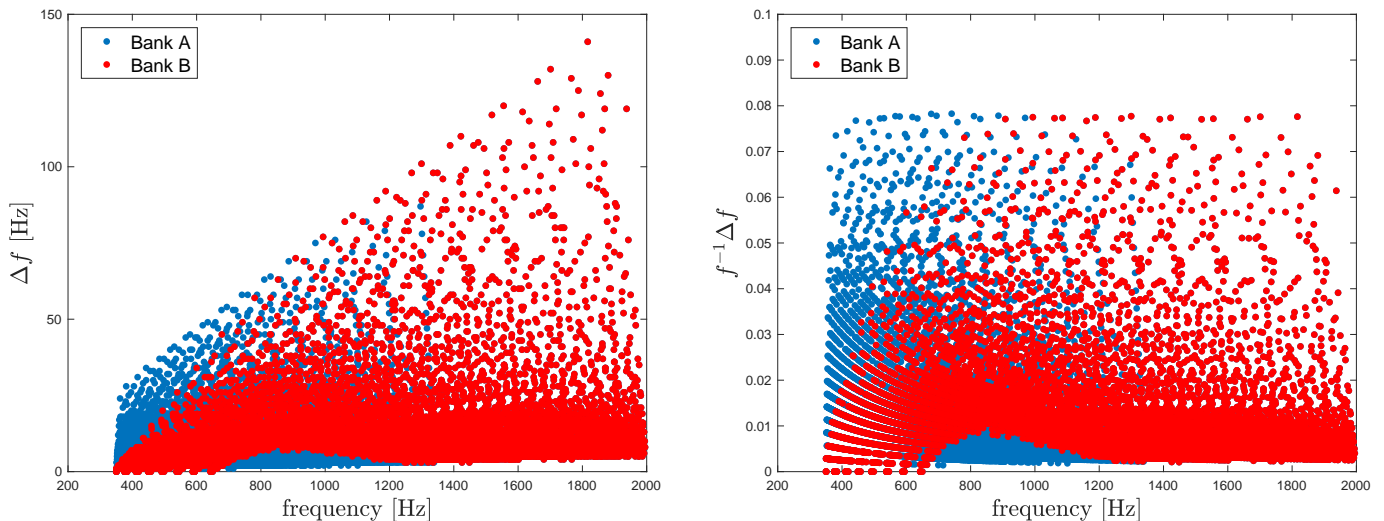 150
100
50
0
200 400 600 800 1000 1200 1400 1600 1800 2000
Δf [Hz]
frequency [Hz]
Bank A
Bank B
0.1
0.09
0.08
0.07
0.06
0.05
0.04
0.03
0.02
0.01
0
200 400 600 800 1000 1200 1400 1600 1800 2000
f⁻¹Δf
frequency [Hz]
Bank A
Bank B